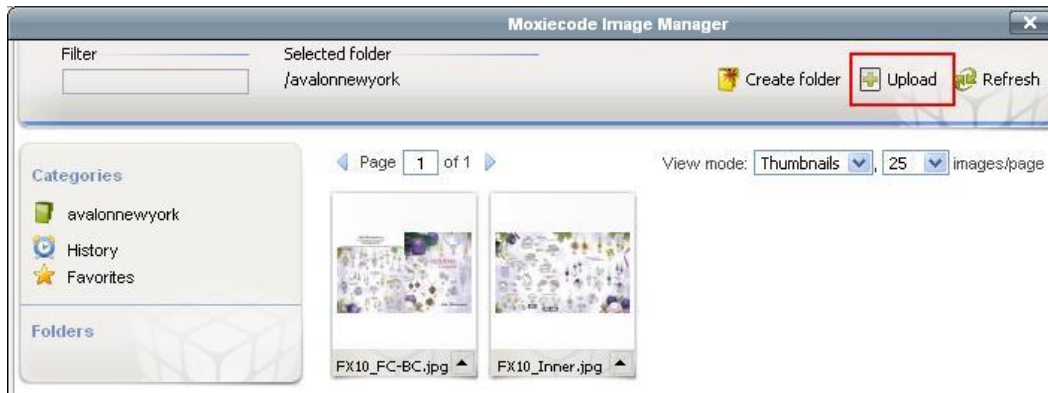 Moxiecode Image Manager
Filter
Selected folder
/avalonnewyork
Create folder
Upload
Refresh
Categories
avalonnewyork
History
Favorites
Folders
Page 1 of 1
View mode: Thumbnails , 25 images/page
FX10_FC-BC.jpg
FX10_Inner.jpg